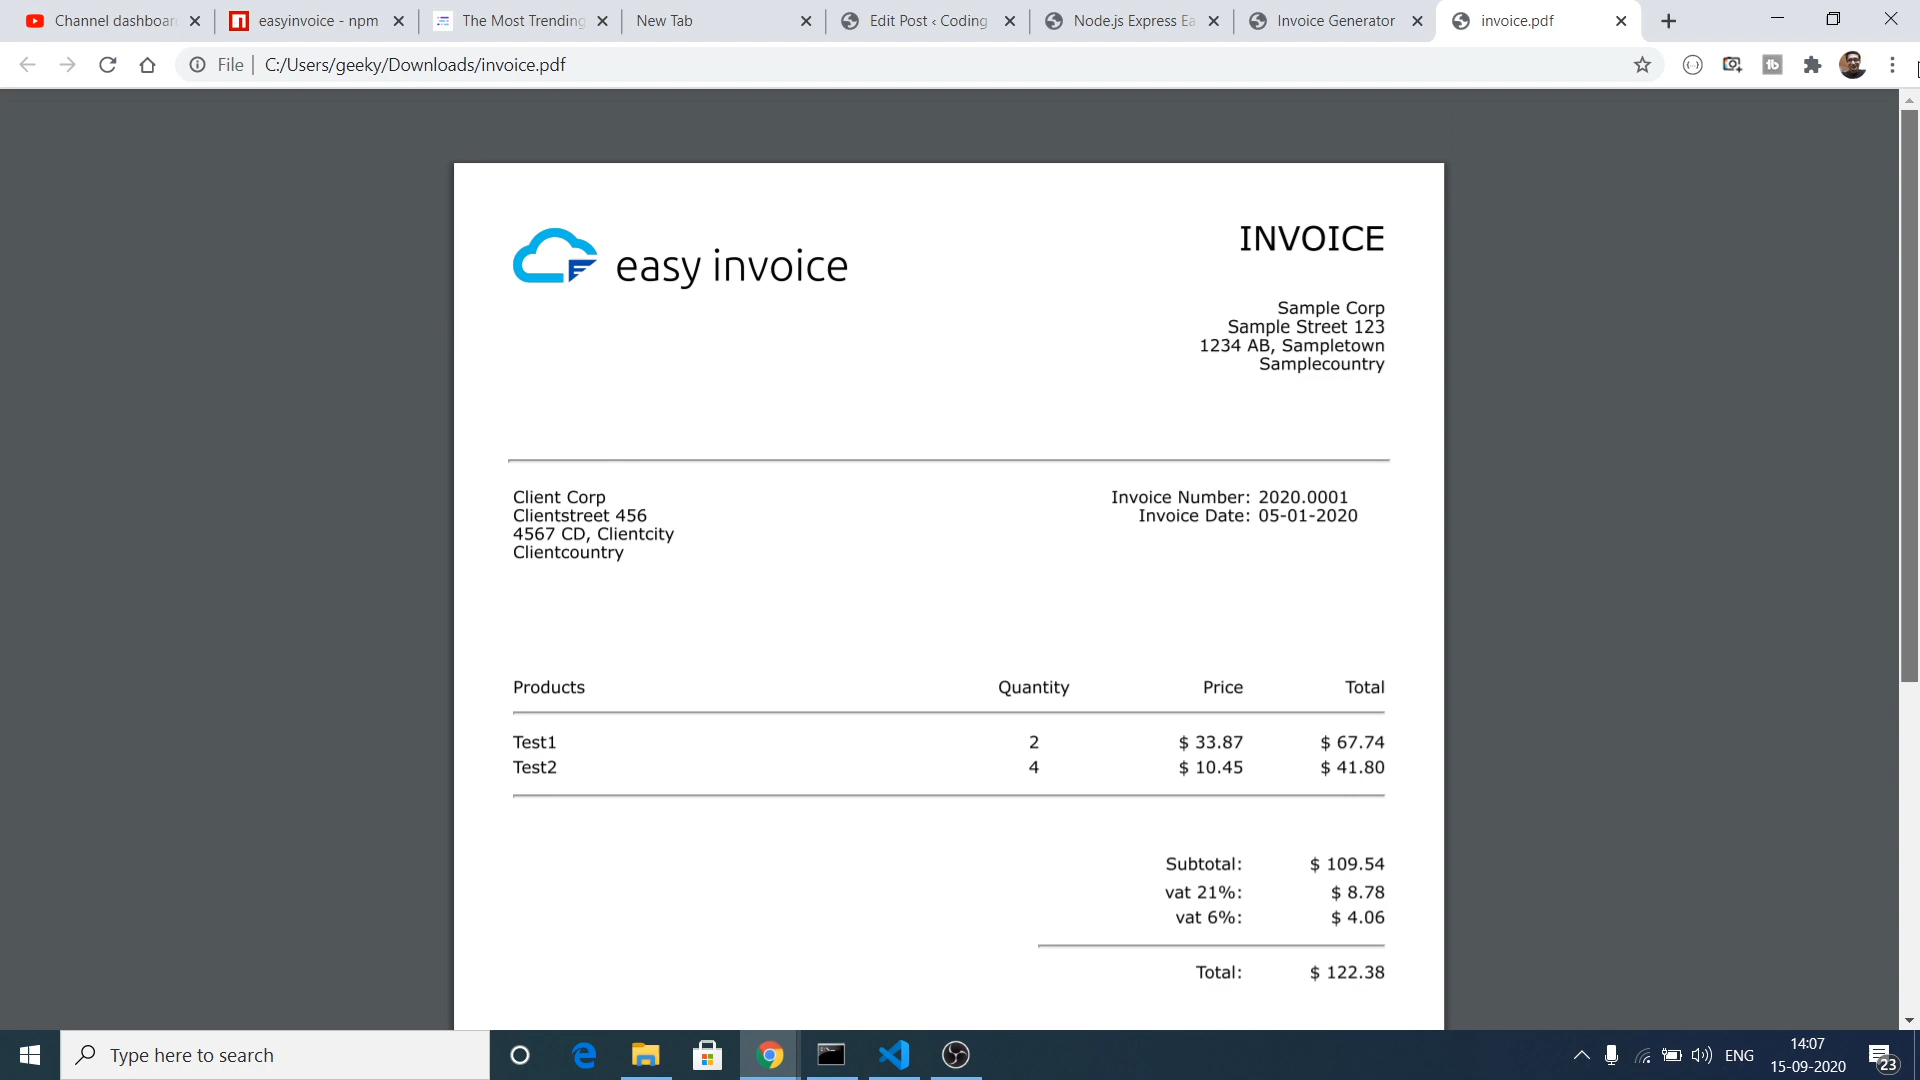 Channel dashboar
easyinvoice - npm
The Most Trending
New Tab
Edit Post ‹ Coding
Node.js Express Ea
Invoice Generator
invoice.pdf
File
C:/Users/geeky/Downloads/invoice.pdf
easy invoice
INVOICE
Sample Corp
Sample Street 123
1234 AB, Sampletown
Samplecountry
Client Corp
Clientstreet 456
4567 CD, Clientcity
Clientcountry
Invoice Number: 2020.0001
Invoice Date: 05-01-2020
Products Quantity Price Total
Test1 2 $ 33.87 $ 67.74
Test2 4 $ 10.45 $ 41.80
Subtotal: $ 109.54
vat 21%: $ 8.78
vat 6%: $ 4.06
Total: $ 122.38
Type here to search
ENG
14:07
15-09-2020
23